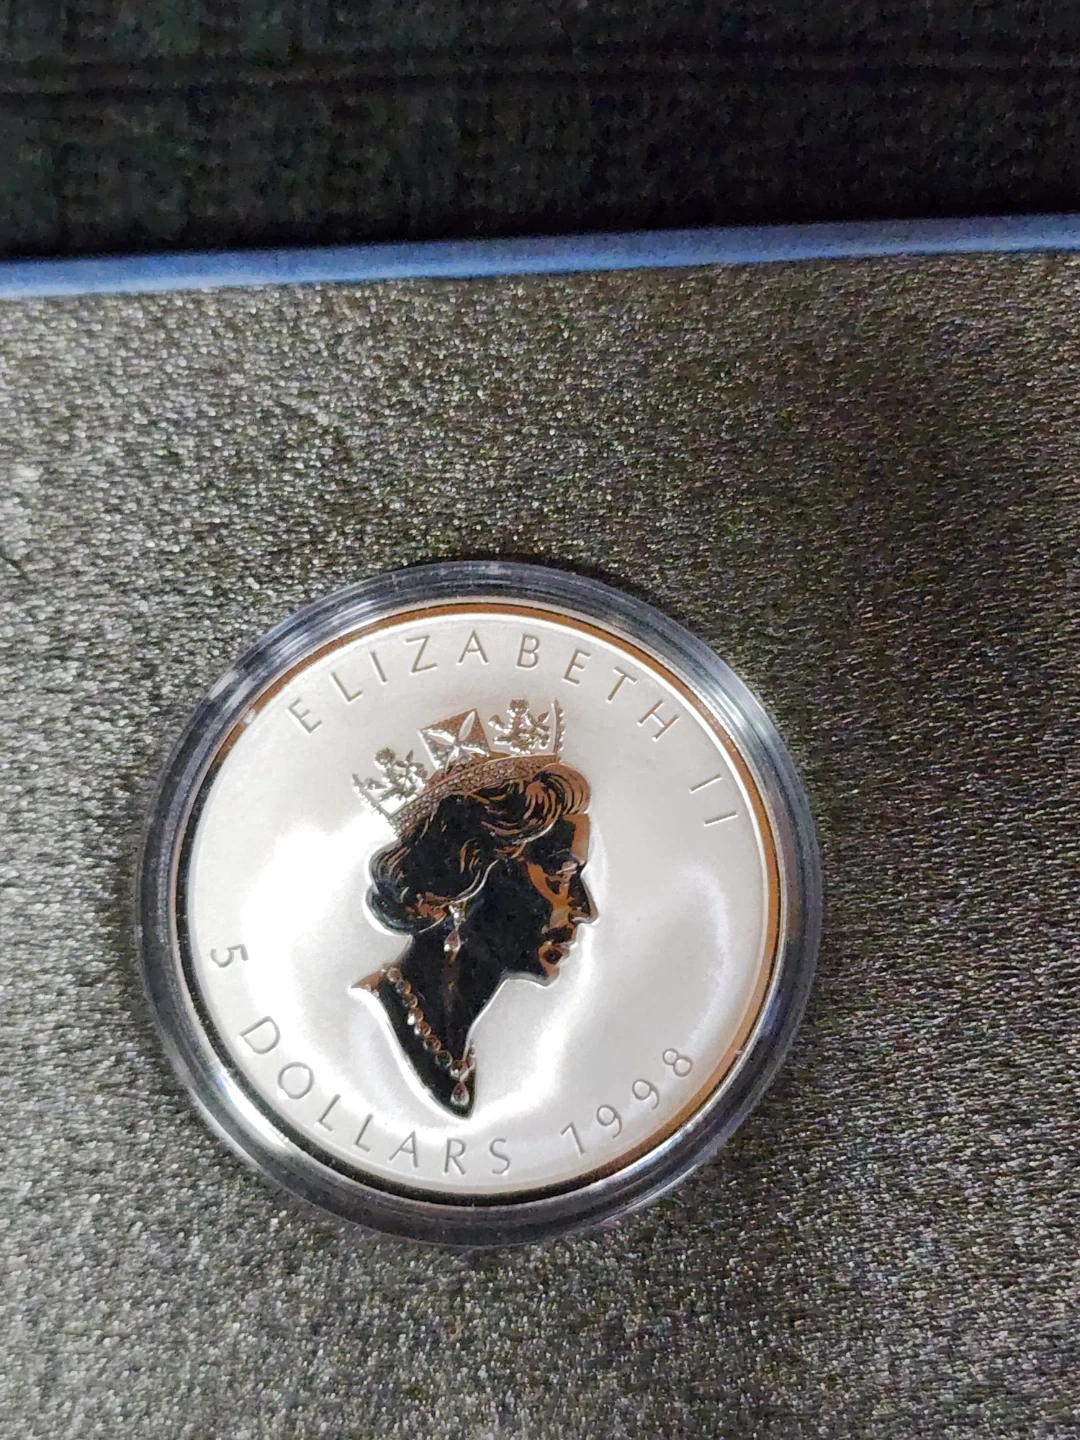 ELIZABETH II
5 DOLLARS 1998